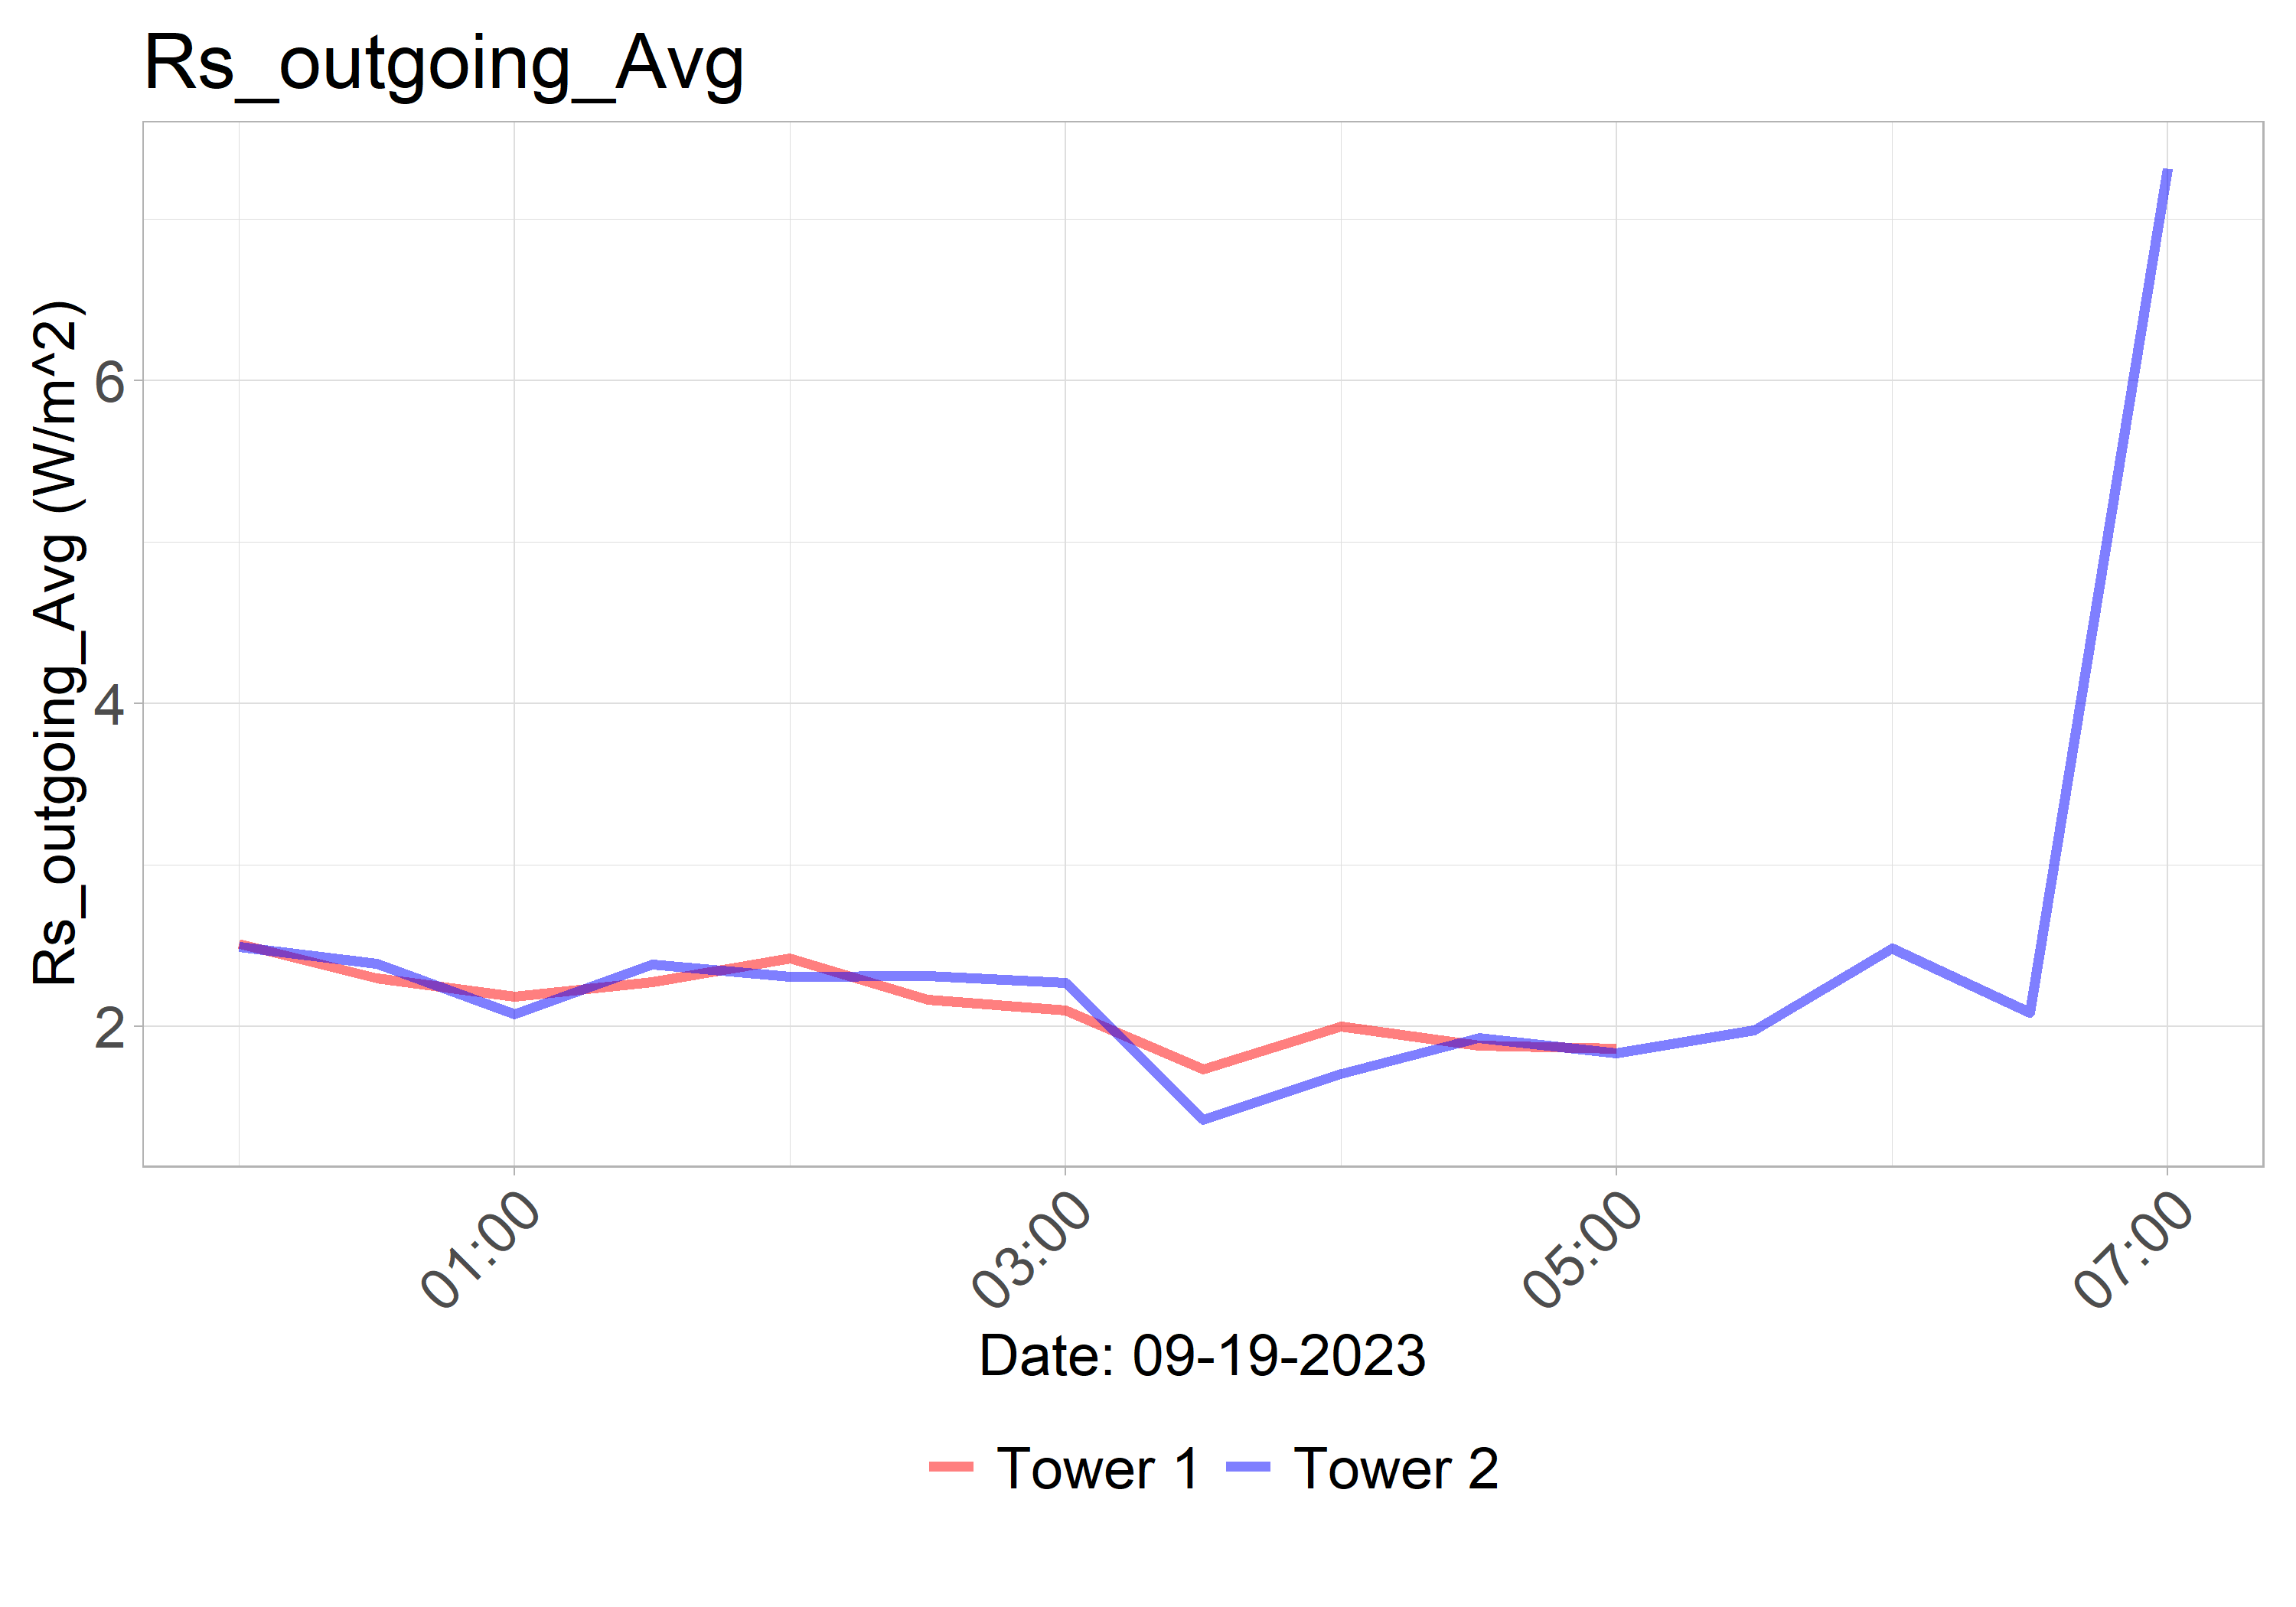 Rs_outgoing_Avg
Rs_outgoing_Avg (W/m^2)
6
4
2
01:00
03:00
05:00
07:00
Date: 09-19-2023
Tower 1 Tower 2